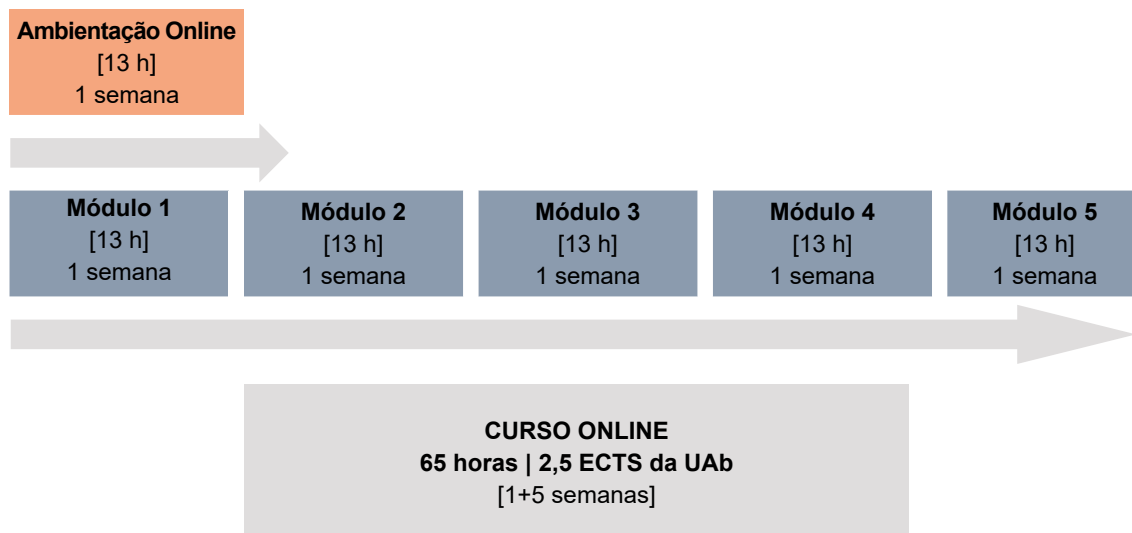 Ambientação Online
[13 h]
1 semana
Módulo 1
[13 h]
1 semana
Módulo 2
[13 h]
1 semana
Módulo 3
[13 h]
1 semana
Módulo 4
[13 h]
1 semana
Módulo 5
[13 h]
1 semana
CURSO ONLINE
65 horas | 2,5 ECTS da UAb
[1+5 semanas]